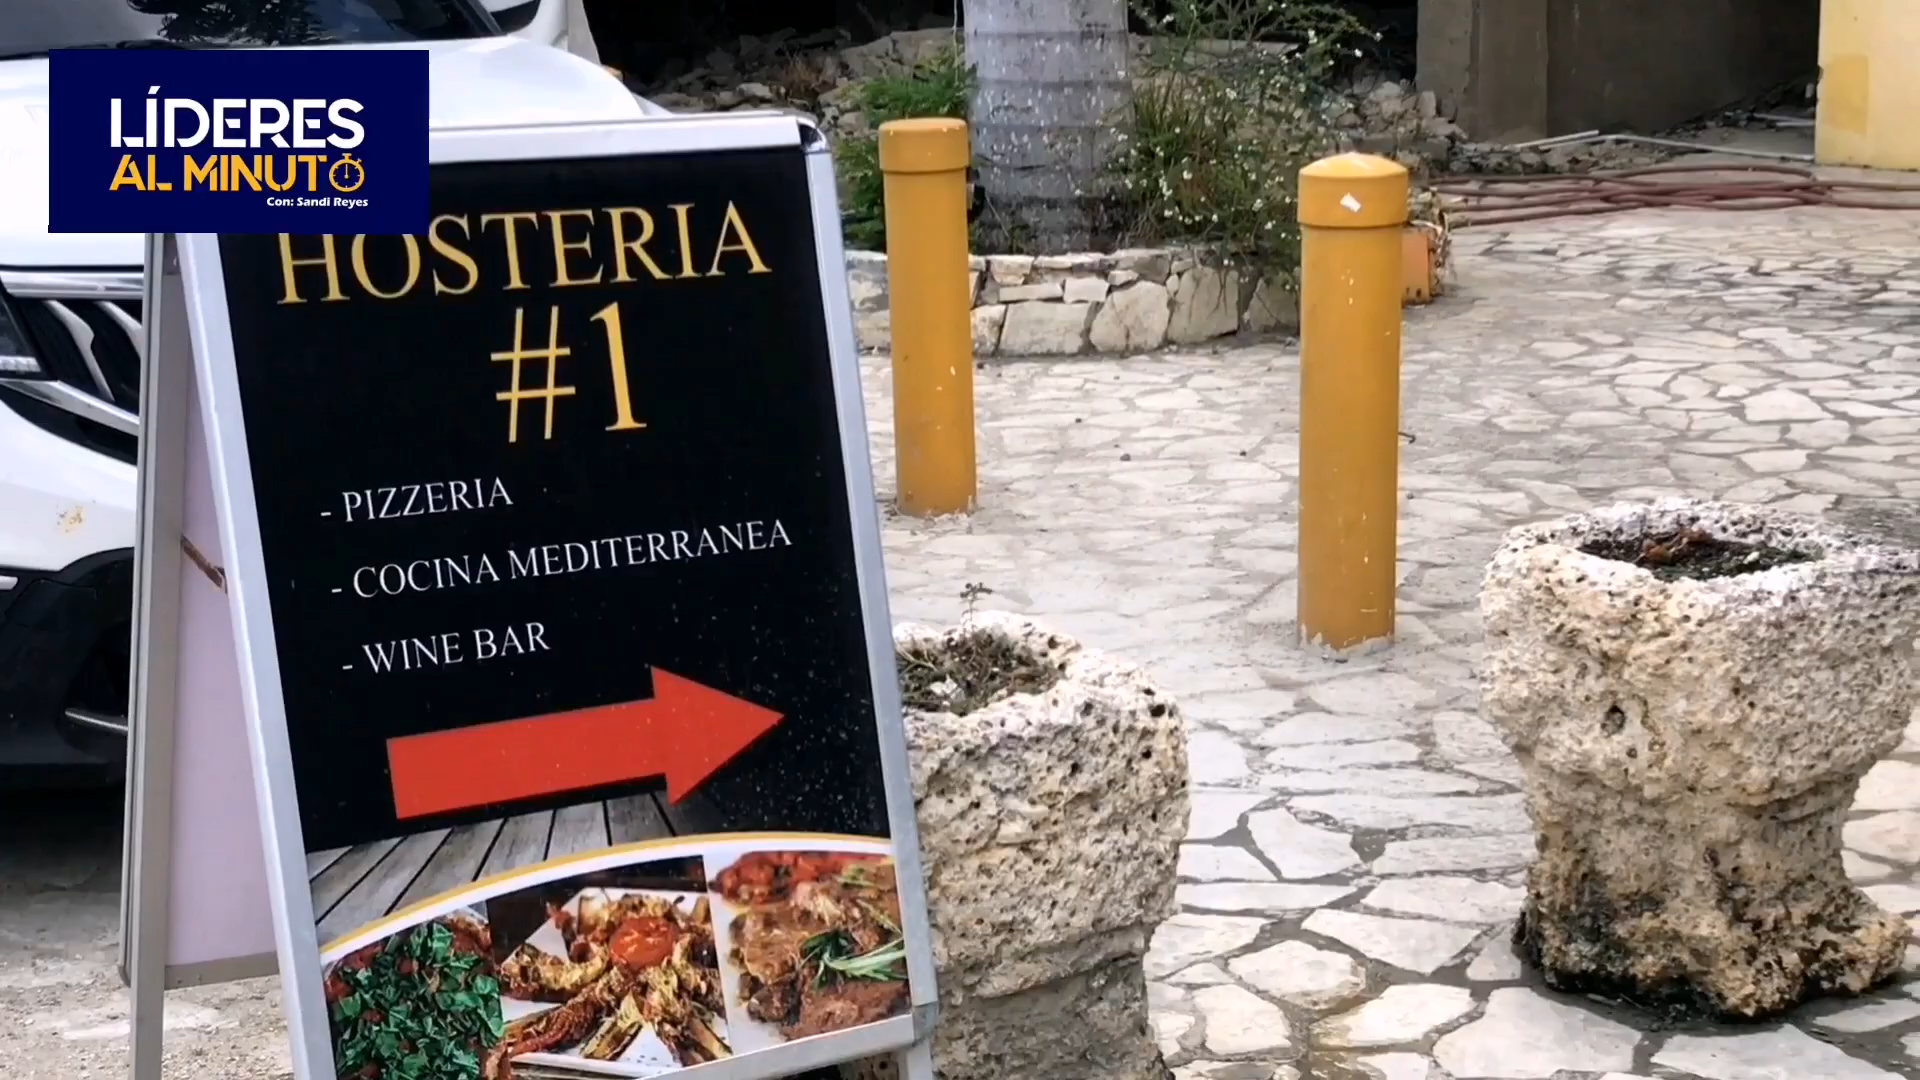 LÍDERES
AL MINUTO
Con: Sandi Reyes
HOSTERIA
#1
- PIZZERIA
- COCINA MEDITERRANEA
- WINE BAR